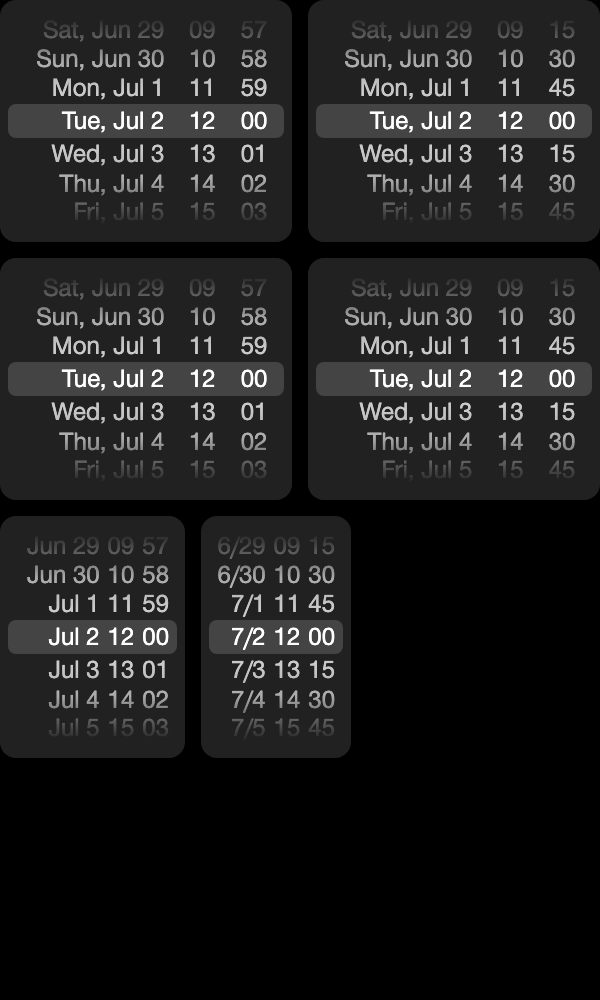 Sat, Jun 29 09 57
Sun, Jun 30 10 58
Mon, Jul 1 11 59
Tue, Jul 2 12 00
Wed, Jul 3 13 01
Thu, Jul 4 14 02
Fri, Jul 5 15 03
Sat, Jun 29 09 15
Sun, Jun 30 10 30
Mon, Jul 1 11 45
Tue, Jul 2 12 00
Wed, Jul 3 13 15
Thu, Jul 4 14 30
Fri, Jul 5 15 45
Sat, Jun 29 09 57
Sun, Jun 30 10 58
Mon, Jul 1 11 59
Tue, Jul 2 12 00
Wed, Jul 3 13 01
Thu, Jul 4 14 02
Fri, Jul 5 15 03
Sat, Jun 29 09 15
Sun, Jun 30 10 30
Mon, Jul 1 11 45
Tue, Jul 2 12 00
Wed, Jul 3 13 15
Thu, Jul 4 14 30
Fri, Jul 5 15 45
Jun 29 09 57
Jun 30 10 58
Jul 1 11 59
Jul 2 12 00
Jul 3 13 01
Jul 4 14 02
Jul 5 15 03
6/29 09 15
6/30 10 30
7/1 11 45
7/2 12 00
7/3 13 15
7/4 14 30
7/5 15 45